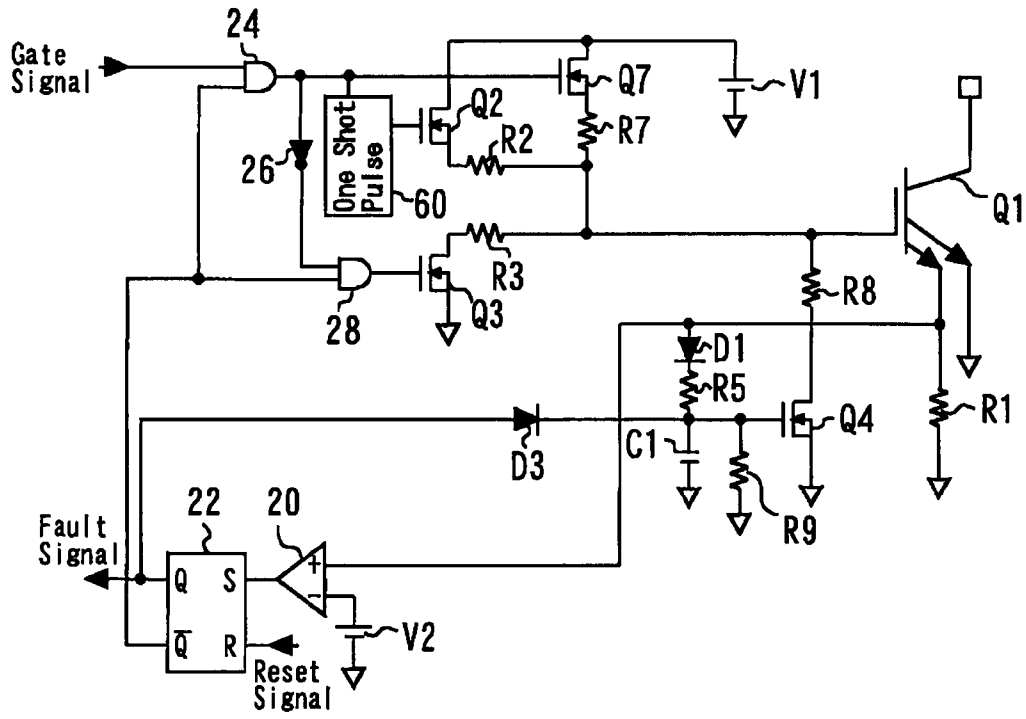 24
Gate
Signal
Q7
V1
Q2
R7
R2
26
One Shot
Pulse
60
Q1
R3
R8
28
Q3
D1
R5
R1
Q4
C1
D3
R9
22
20
Fault
Signal
Q S
+
-
Q̅ R
V2
Reset
Signal